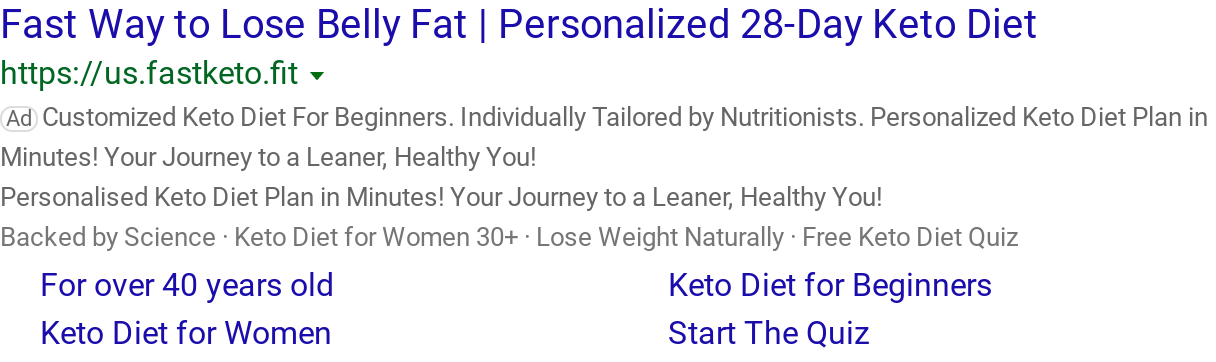 Fast Way to Lose Belly Fat | Personalized 28-Day Keto Diet
https://us.fastketo.fit
Ad Customized Keto Diet For Beginners. Individually Tailored by Nutritionists. Personalized Keto Diet Plan in
Minutes! Your Journey to a Leaner, Healthy You!
Personalised Keto Diet Plan in Minutes! Your Journey to a Leaner, Healthy You!
Backed by Science · Keto Diet for Women 30+ · Lose Weight Naturally · Free Keto Diet Quiz
For over 40 years old Keto Diet for Beginners
Keto Diet for Women Start The Quiz